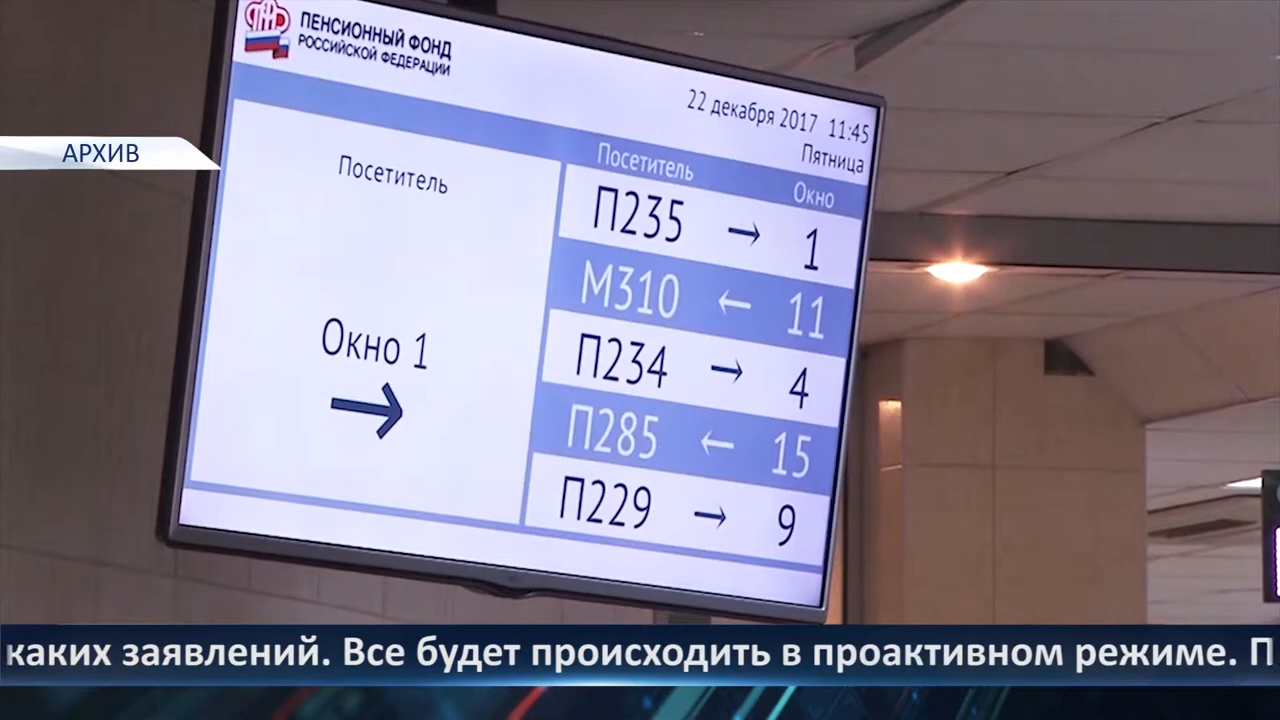 ПЕНСИОННЫЙ ФОНД
РОССИЙСКОЙ ФЕДЕРАЦИИ
22 декабря 2017 11:45
Пятница
АРХИВ
Посетитель
Окно 1
→
Посетитель Окно
П235 → 1
М310 ← 11
П234 → 4
П285 ← 15
П229 → 9
каких заявлений. Все будет происходить в проактивном режиме. П